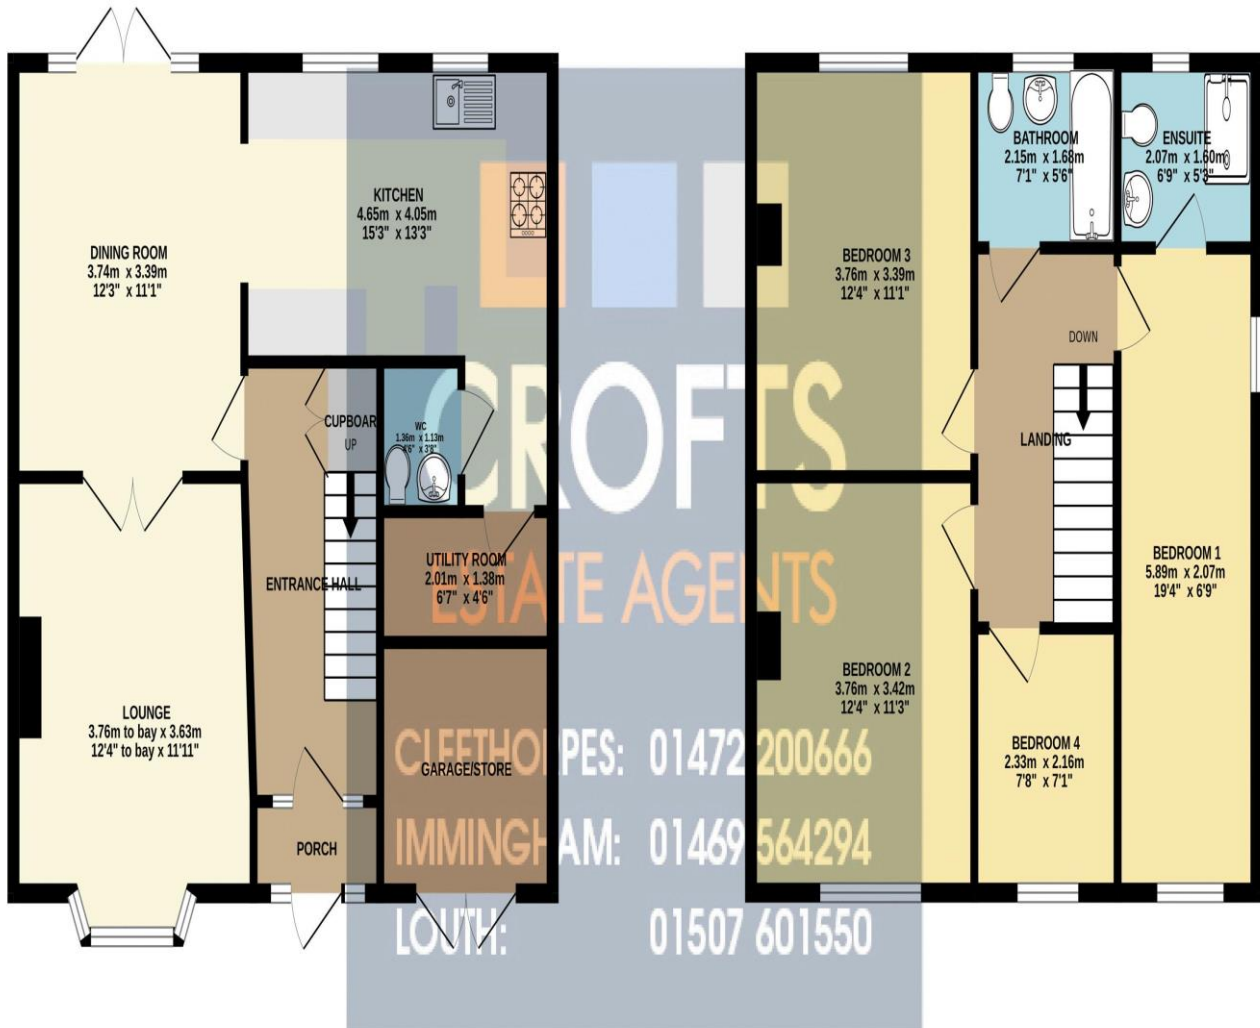 DINING ROOM
3.74m x 3.39m
12'3" x 11'1"
KITCHEN
4.65m x 4.05m
15'3" x 13'3"
CUPBOAR
UP
WC
1.36m x 1.13m
4'6" x 3'8"
ENTRANCE HALL
UTILITY ROOM
2.01m x 1.38m
6'7" x 4'6"
LOUNGE
3.76m to bay x 3.63m
12'4" to bay x 11'11"
GARAGE/STORE
PORCH
BATHROOM
2.15m x 1.68m
7'1" x 5'6"
ENSUITE
2.07m x 1.60m
6'9" x 5'3"
BEDROOM 3
3.76m x 3.39m
12'4" x 11'1"
DOWN
LANDING
BEDROOM 1
5.89m x 2.07m
19'4" x 6'9"
BEDROOM 2
3.76m x 3.42m
12'4" x 11'3"
BEDROOM 4
2.33m x 2.16m
7'8" x 7'1"
CROFTS
ESTATE AGENTS
CLEETHORPES: 01472 200666
IMMINGHAM: 01469 564294
LOUTH: 01507 601550